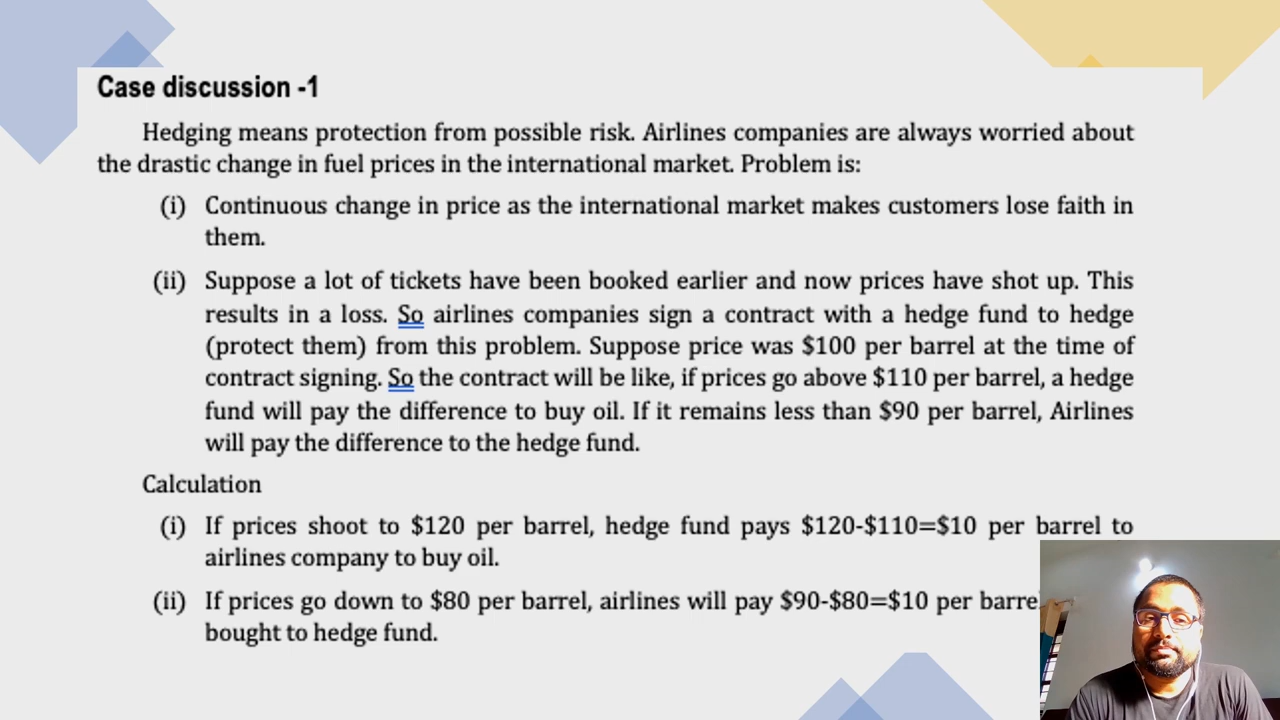 Case discussion -1
Hedging means protection from possible risk. Airlines companies are always worried about
the drastic change in fuel prices in the international market. Problem is:
(i) Continuous change in price as the international market makes customers lose faith in
them.
(ii) Suppose a lot of tickets have been booked earlier and now prices have shot up. This
results in a loss. So airlines companies sign a contract with a hedge fund to hedge
(protect them) from this problem. Suppose price was $100 per barrel at the time of
contract signing. So the contract will be like, if prices go above $110 per barrel, a hedge
fund will pay the difference to buy oil. If it remains less than $90 per barrel, Airlines
will pay the difference to the hedge fund.
Calculation
(i) If prices shoot to $120 per barrel, hedge fund pays $120-$110=$10 per barrel to
airlines company to buy oil.
(ii) If prices go down to $80 per barrel, airlines will pay $90-$80=$10 per
bought to hedge fund.